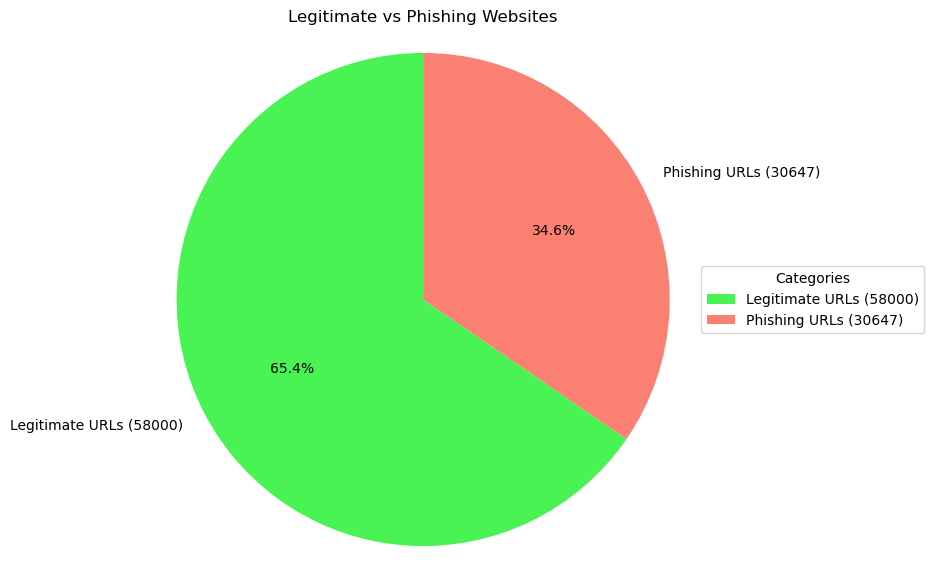 Legitimate vs Phishing Websites
Phishing URLs (30647)
34.6%
Categories
Legitimate URLs (58000)
Phishing URLs (30647)
65.4%
Legitimate URLs (58000)